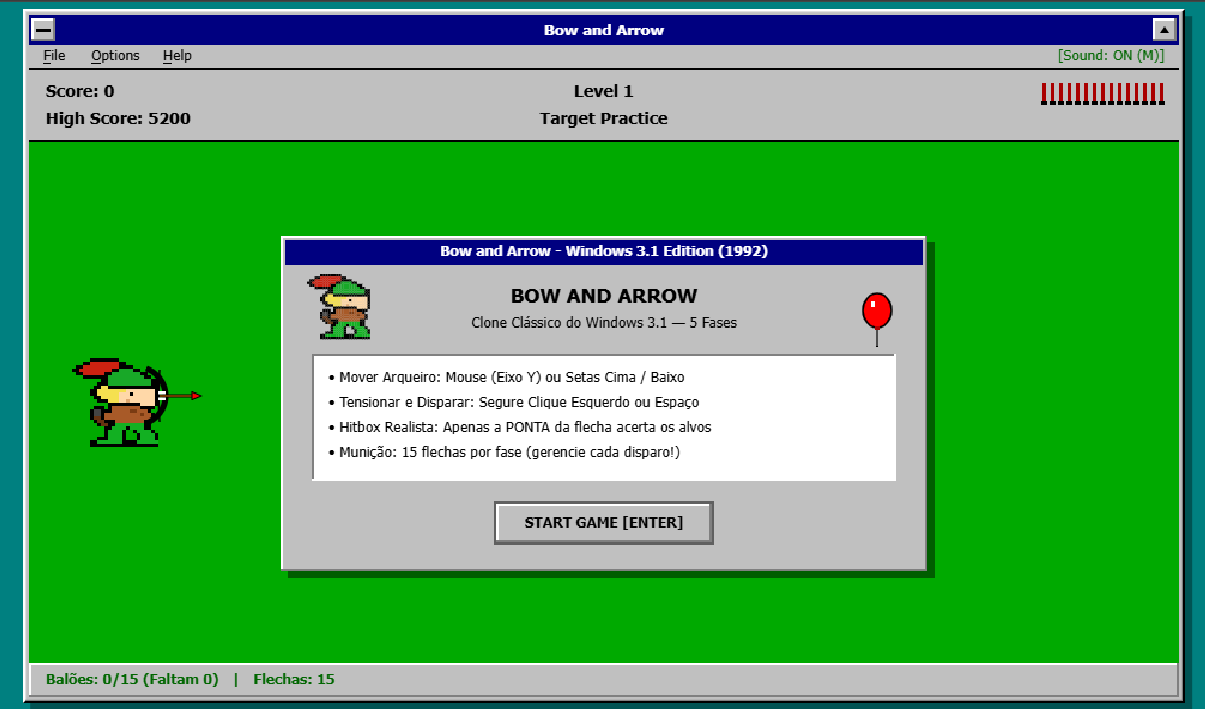 Bow and Arrow
File Options Help [Sound: ON (M)]
Score: 0 Level 1
High Score: 5200 Target Practice
Bow and Arrow - Windows 3.1 Edition (1992)
BOW AND ARROW
Clone Clássico do Windows 3.1 — 5 Fases
• Mover Arqueiro: Mouse (Eixo Y) ou Setas Cima / Baixo
• Tensionar e Disparar: Segure Clique Esquerdo ou Espaço
• Hitbox Realista: Apenas a PONTA da flecha acerta os alvos
• Munição: 15 flechas por fase (gerencie cada disparo!)
START GAME [ENTER]
Balões: 0/15 (Faltam 0) | Flechas: 15